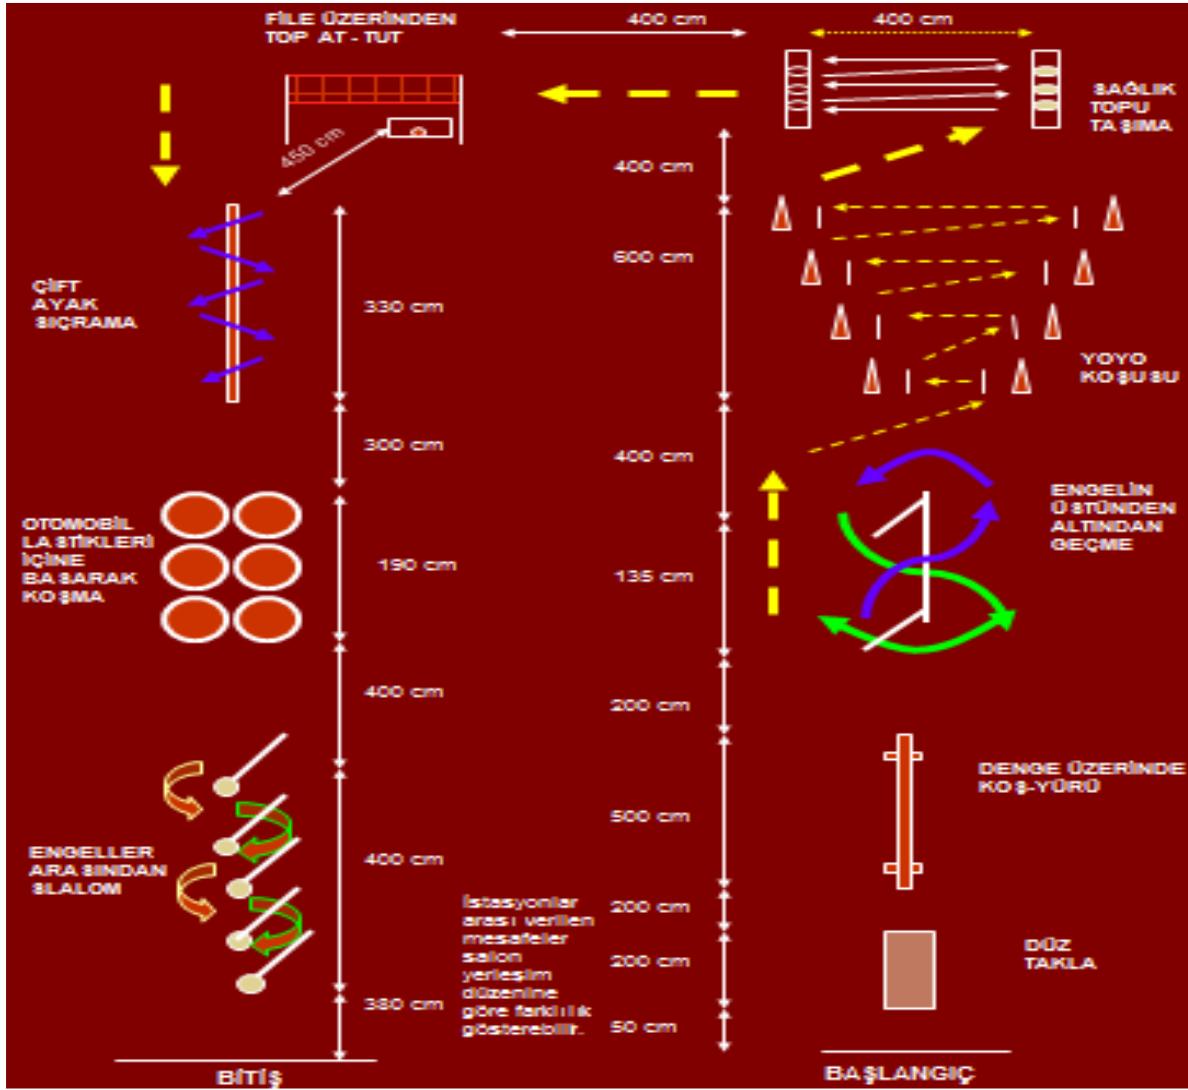 FİLE ÜZERİNDEN
TOP AT - TUT
400 cm
400 cm
SAĞLIK
TOPU
TAŞIMA
450 cm
400 cm
600 cm
ÇİFT
AYAK
SIÇRAMA
330 cm
YOYO
KOŞUSU
300 cm
400 cm
ENGELİN
ÜSTÜNDEN
ALTINDAN
GEÇME
OTOMOBİL
LASTİKLERİ
İÇİNE
BASARAK
KOŞMA
190 cm
135 cm
400 cm
200 cm
DENGE ÜZERİNDE
KOŞ-YÜRÜ
500 cm
ENGELLER
ARASINDAN
SLALOM
400 cm
İstasyonlar
arası verilen
mesafeler
salon
yerleşim
düzenine
göre farklılık
gösterebilir.
200 cm
200 cm
DÜZ
TAKLA
380 cm
50 cm
BİTİŞ
BAŞLANGIÇ